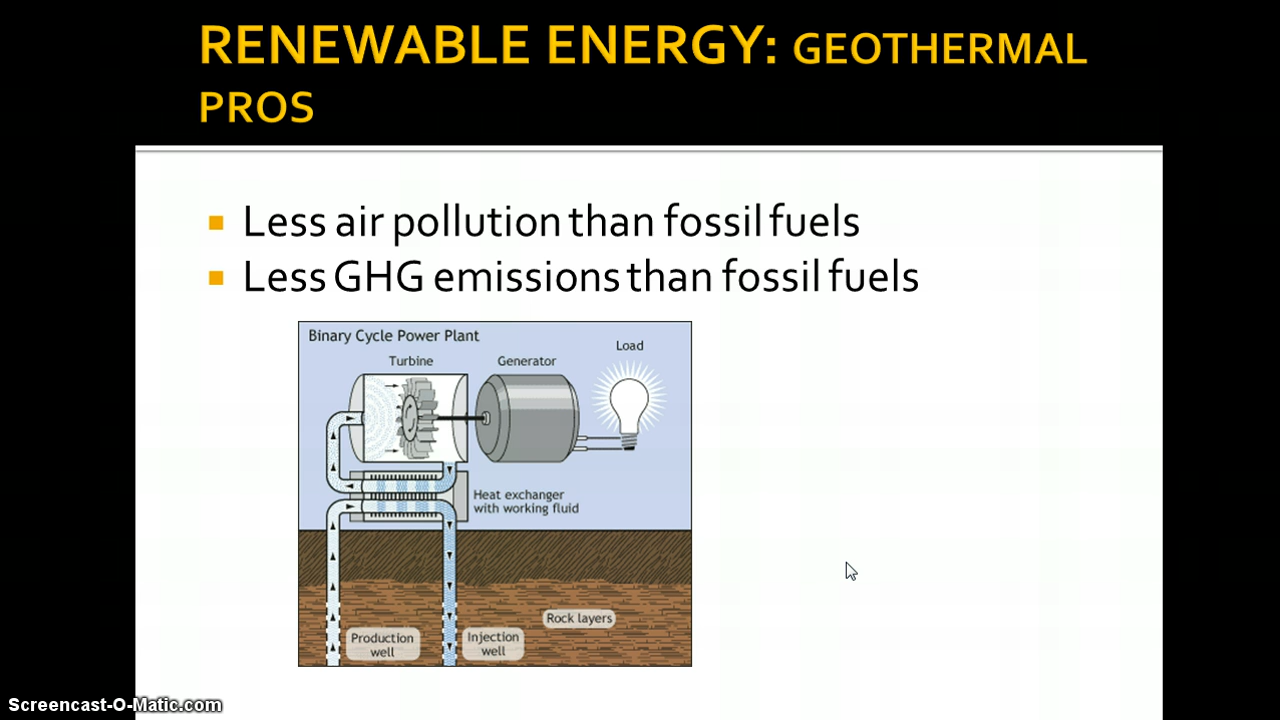 RENEWABLE ENERGY: GEOTHERMAL
PROS
Less air pollution than fossil fuels
Less GHG emissions than fossil fuels
Binary Cycle Power Plant
Load
Turbine
Generator
Heat exchanger
with working fluid
Rock layers
Production
well
Injection
well
Screencast-O-Matic.com